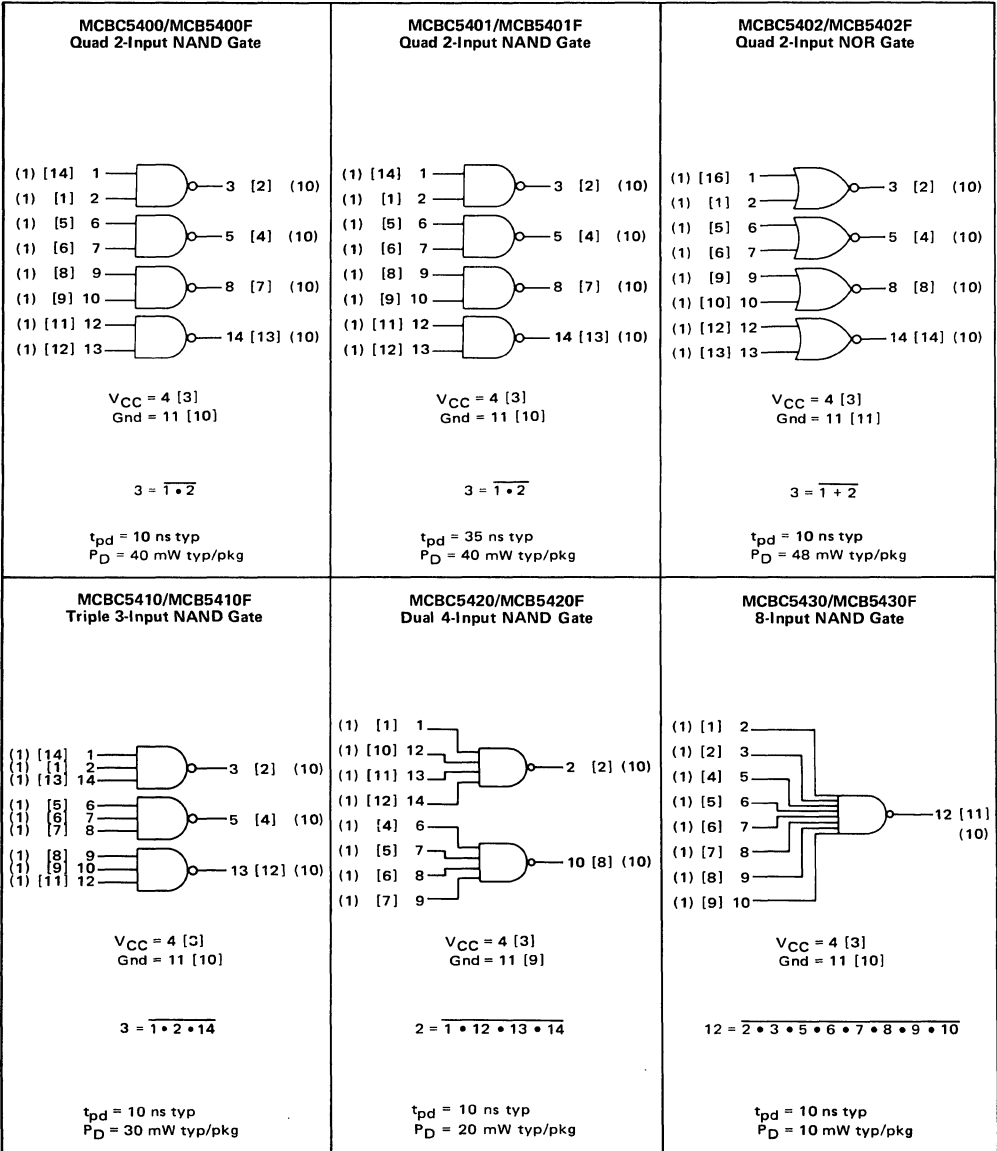 MCBC5400/MCB5400F
Quad 2-Input NAND Gate
(1) [14] 1
(1) [1] 2
3 [2] (10)
(1) [5] 6
(1) [6] 7
5 [4] (10)
(1) [8] 9
(1) [9] 10
8 [7] (10)
(1) [11] 12
(1) [12] 13
14 [13] (10)
VCC = 4 [3]
Gnd = 11 [10]
3 = 1 • 2
tpd = 10 ns typ
PD = 40 mW typ/pkg
MCBC5401/MCB5401F
Quad 2-Input NAND Gate
(1) [14] 1
(1) [1] 2
3 [2] (10)
(1) [5] 6
(1) [6] 7
5 [4] (10)
(1) [8] 9
(1) [9] 10
8 [7] (10)
(1) [11] 12
(1) [12] 13
14 [13] (10)
VCC = 4 [3]
Gnd = 11 [10]
3 = 1 • 2
tpd = 35 ns typ
PD = 40 mW typ/pkg
MCBC5402/MCB5402F
Quad 2-Input NOR Gate
(1) [16] 1
(1) [1] 2
3 [2] (10)
(1) [5] 6
(1) [6] 7
5 [4] (10)
(1) [9] 9
(1) [10] 10
8 [8] (10)
(1) [12] 12
(1) [13] 13
14 [14] (10)
VCC = 4 [3]
Gnd = 11 [11]
3 = 1 + 2
tpd = 10 ns typ
PD = 48 mW typ/pkg
MCBC5410/MCB5410F
Triple 3-Input NAND Gate
(1) [14] 1
(1) [1] 2
(1) [13] 14
3 [2] (10)
(1) [5] 6
(1) [6] 7
(1) [7] 8
5 [4] (10)
(1) [8] 9
(1) [9] 10
(1) [11] 12
13 [12] (10)
VCC = 4 [3]
Gnd = 11 [10]
3 = 1 • 2 • 14
tpd = 10 ns typ
PD = 30 mW typ/pkg
MCBC5420/MCB5420F
Dual 4-Input NAND Gate
(1) [1] 1
(1) [10] 12
(1) [11] 13
(1) [12] 14
2 [2] (10)
(1) [4] 6
(1) [5] 7
(1) [6] 8
(1) [7] 9
10 [8] (10)
VCC = 4 [3]
Gnd = 11 [9]
2 = 1 • 12 • 13 • 14
tpd = 10 ns typ
PD = 20 mW typ/pkg
MCBC5430/MCB5430F
8-Input NAND Gate
(1) [1] 2
(1) [2] 3
(1) [4] 5
(1) [5] 6
(1) [6] 7
(1) [7] 8
(1) [8] 9
(1) [9] 10
12 [11]
(10)
VCC = 4 [3]
Gnd = 11 [10]
12 = 2 • 3 • 5 • 6 • 7 • 8 • 9 • 10
tpd = 10 ns typ
PD = 10 mW typ/pkg